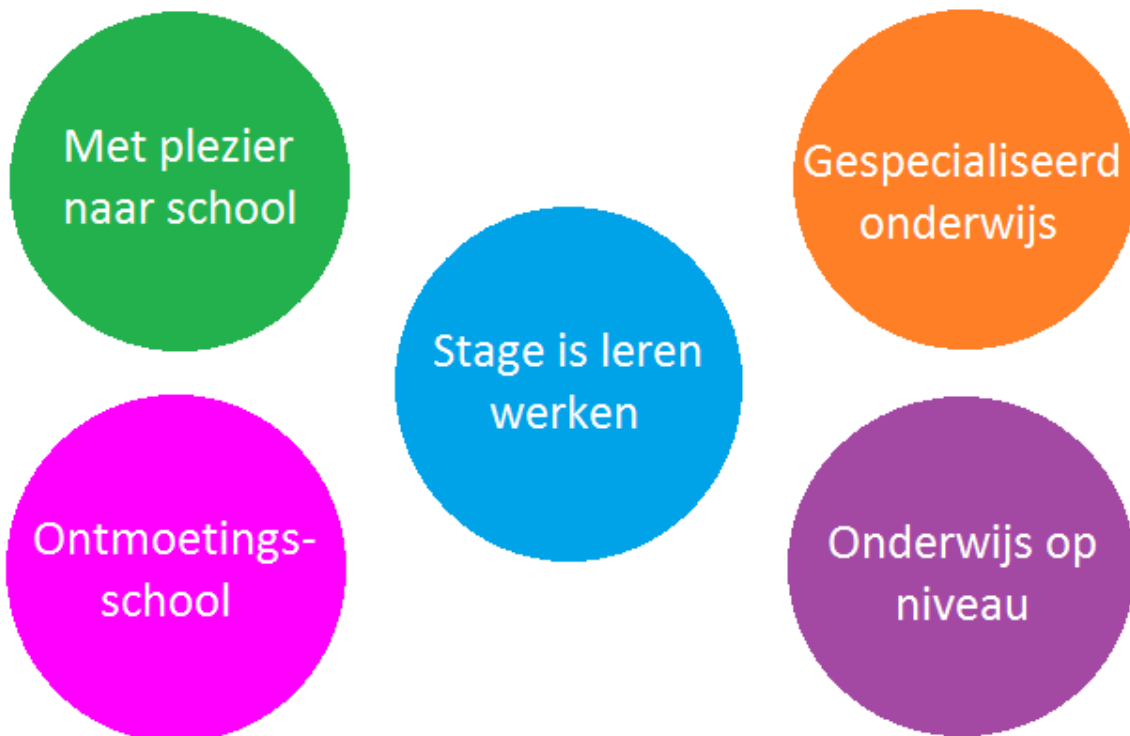 Met plezier
naar school
Gespecialiseerd
onderwijs
Stage is leren
werken
Ontmoetings-
school
Onderwijs op
niveau